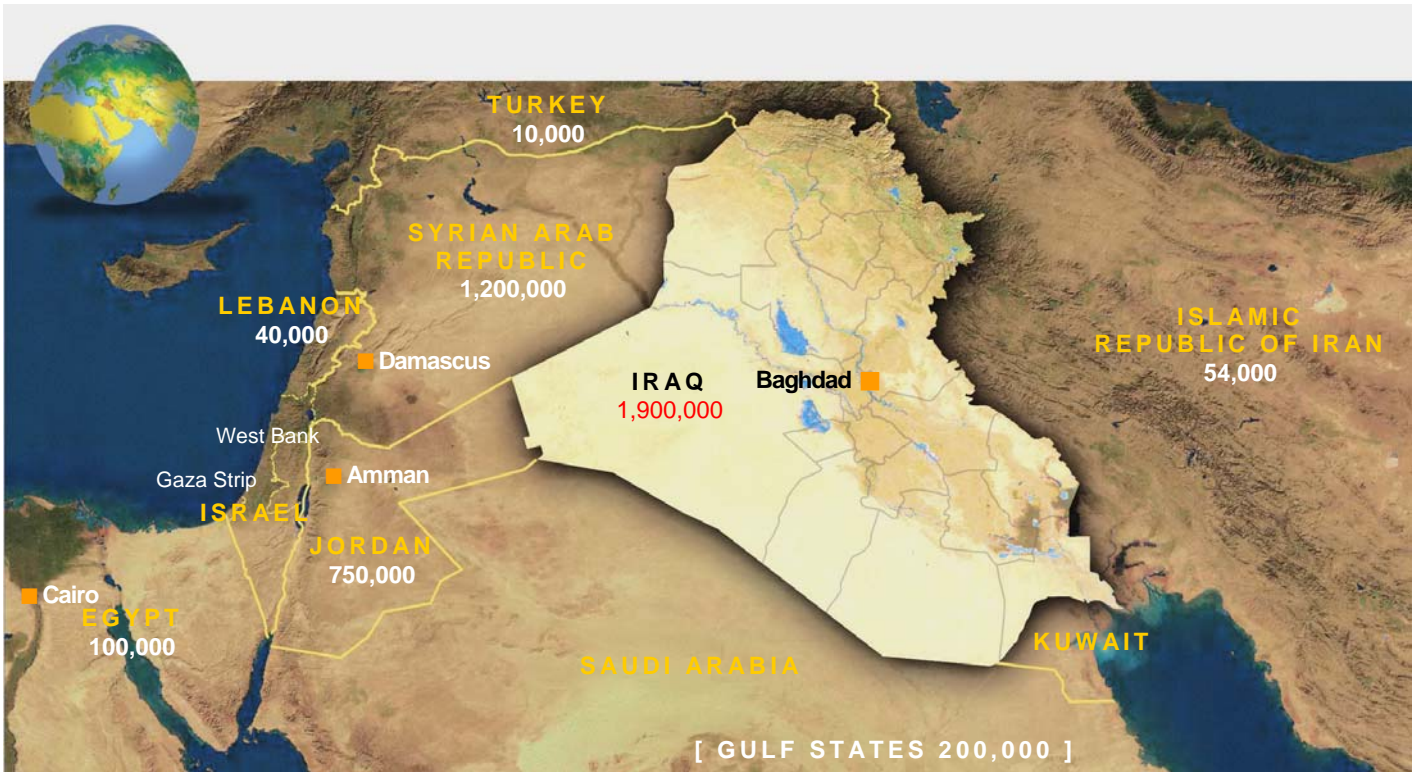 TURKEY
10,000
SYRIAN ARAB
REPUBLIC
1,200,000
LEBANON
40,000
ISLAMIC
REPUBLIC OF IRAN
54,000
Damascus
IRAQ
1,900,000
Baghdad
West Bank
Gaza Strip
Amman
ISRAEL
JORDAN
750,000
Cairo
EGYPT
100,000
KUWAIT
SAUDI ARABIA
[ GULF STATES 200,000 ]